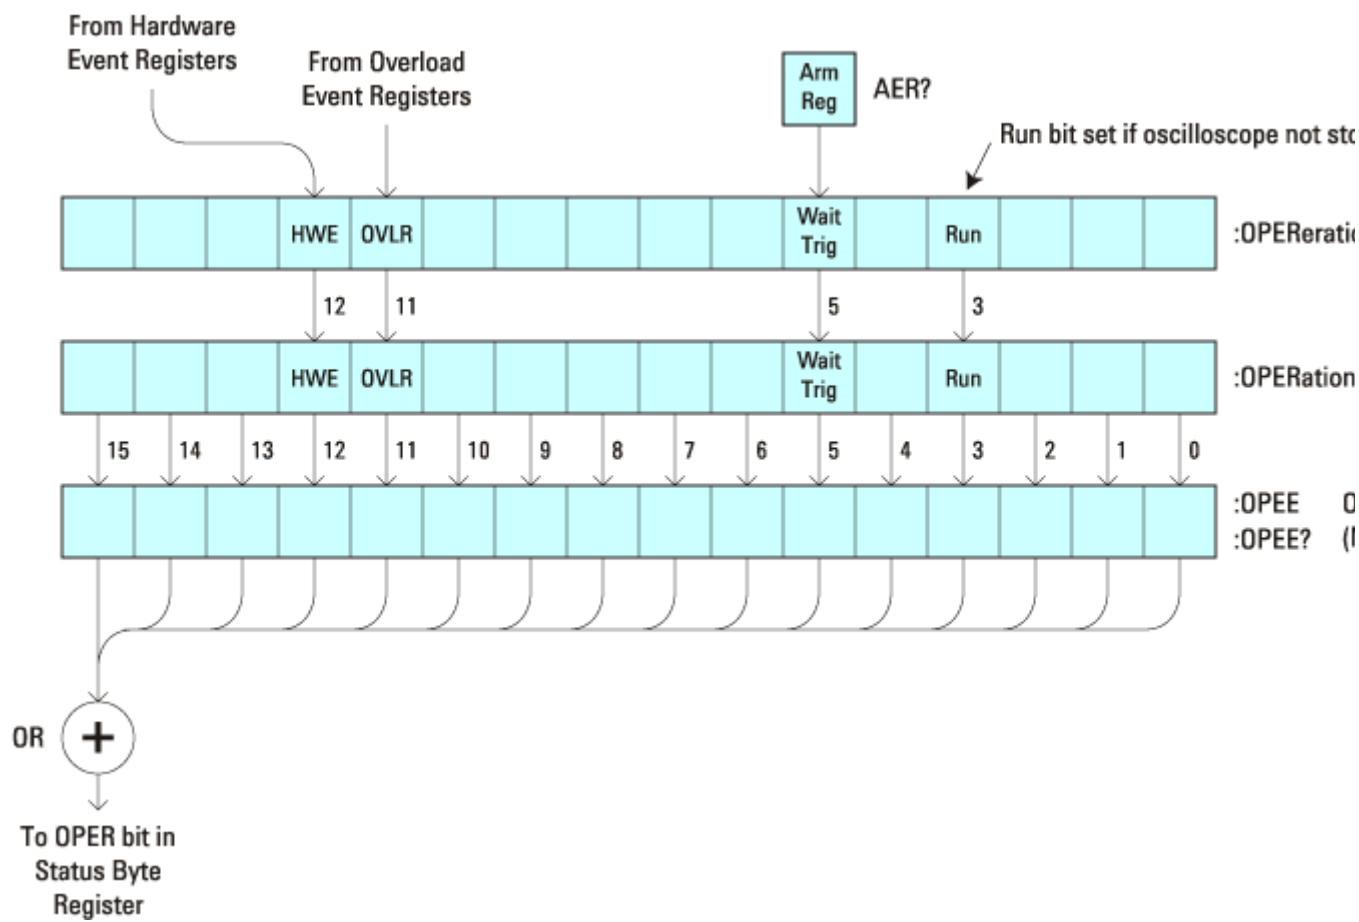 From Hardware
Event Registers
From Overload
Event Registers
Arm
Reg
AER?
Run bit set if oscilloscope not
HWE OVLR Wait Trig Run
12 11 5 3
HWE OVLR Wait Trig Run
:OPERation
15 14 13 12 11 10 9 8 7 6 5 4 3 2 1 0
:OPEE
:OPEE?
OR
+
To OPER bit in
Status Byte
Register